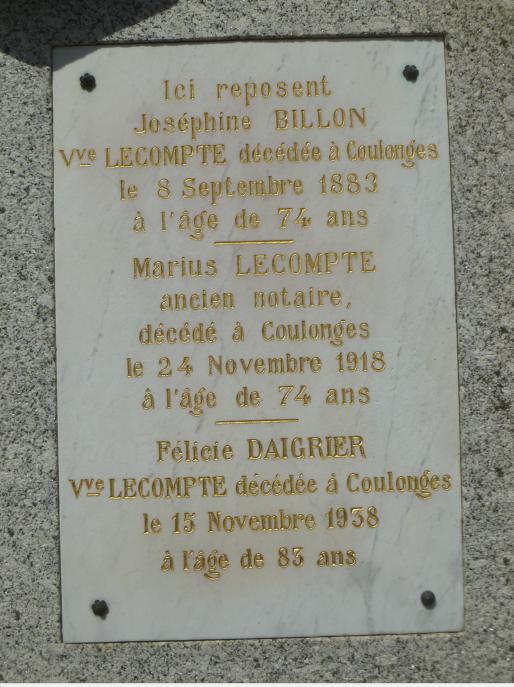 Ici reposent
Joséphine BILLON
Vve LECOMPTE décédée à Coulonges
le 8 Septembre 1883
à l'âge de 74 ans
Marius LECOMPTE
ancien notaire,
décédé à Coulonges
le 24 Novembre 1918
à l'âge de 74 ans
Félicie DAIGRIER
Vve LECOMPTE décédée à Coulonges
le 15 Novembre 1938
à l'âge de 83 ans